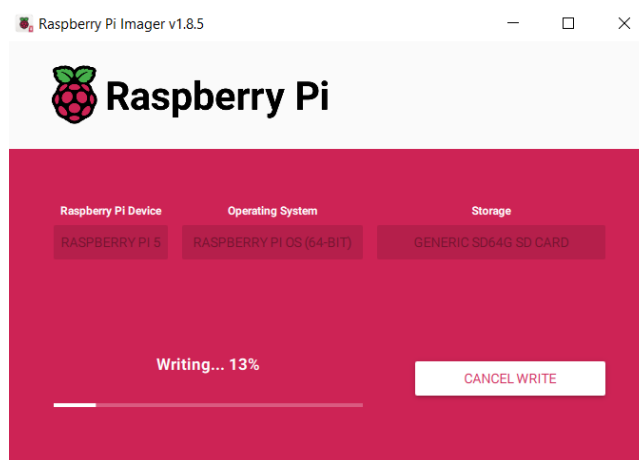 Raspberry Pi Imager v1.8.5
Raspberry Pi
Raspberry Pi Device Operating System Storage
RASPBERRY PI 5 RASPBERRY PI OS (64-BIT) GENERIC SD64G SD CARD
Writing... 13%
CANCEL WRITE